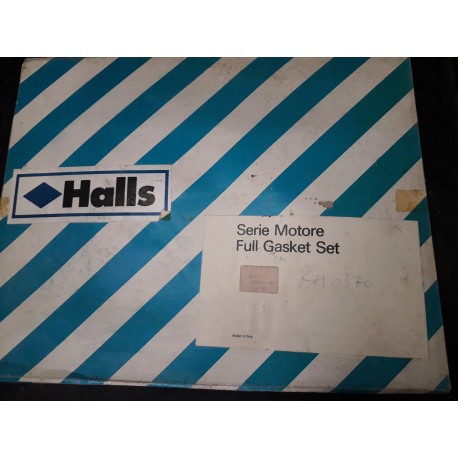 Halls
Serie Motore
Full Gasket Set
Made in Italy